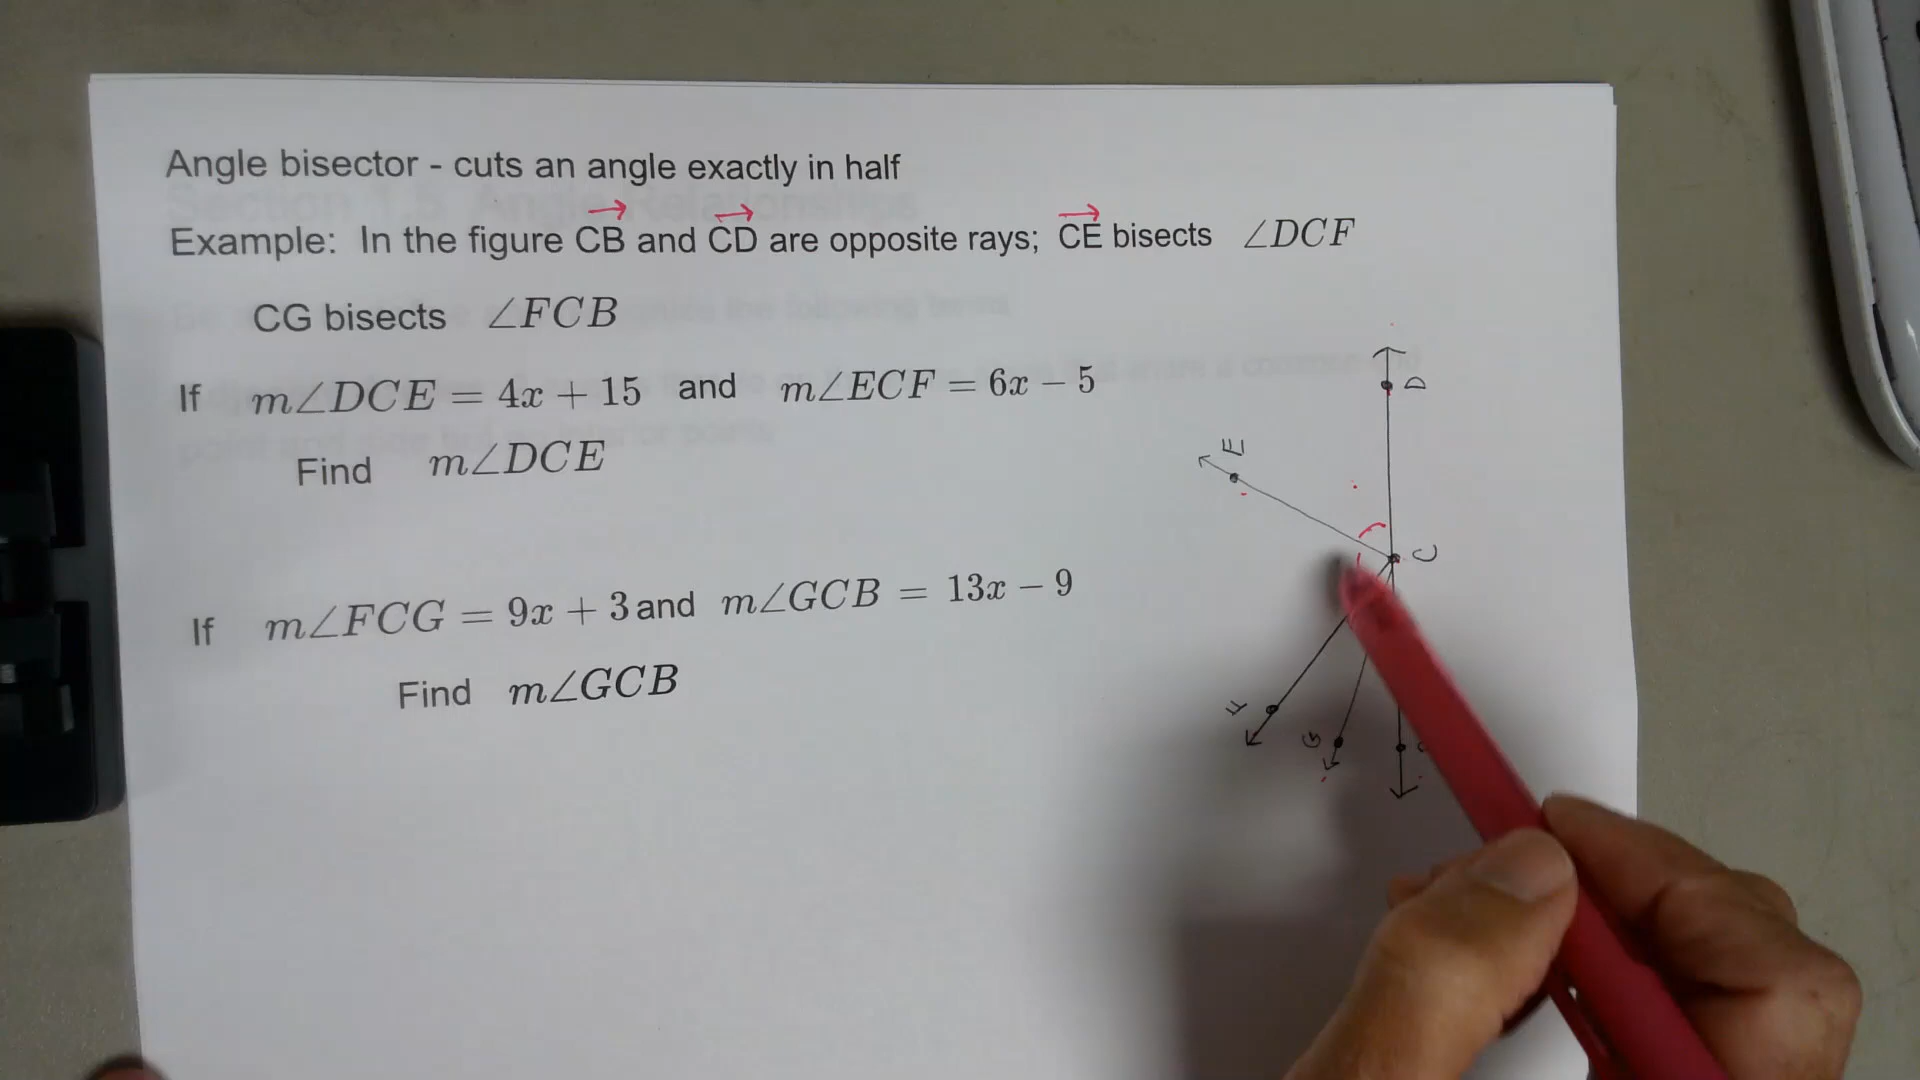 Angle bisector - cuts an angle exactly in half
Example: In the figure CB and CD are opposite rays; CE bisects ∠DCF
CG bisects ∠FCB
If m∠DCE = 4x + 15 and m∠ECF = 6x − 5
Find m∠DCE
If m∠FCG = 9x + 3 and m∠GCB = 13x − 9
Find m∠GCB
D
E
C
F
G